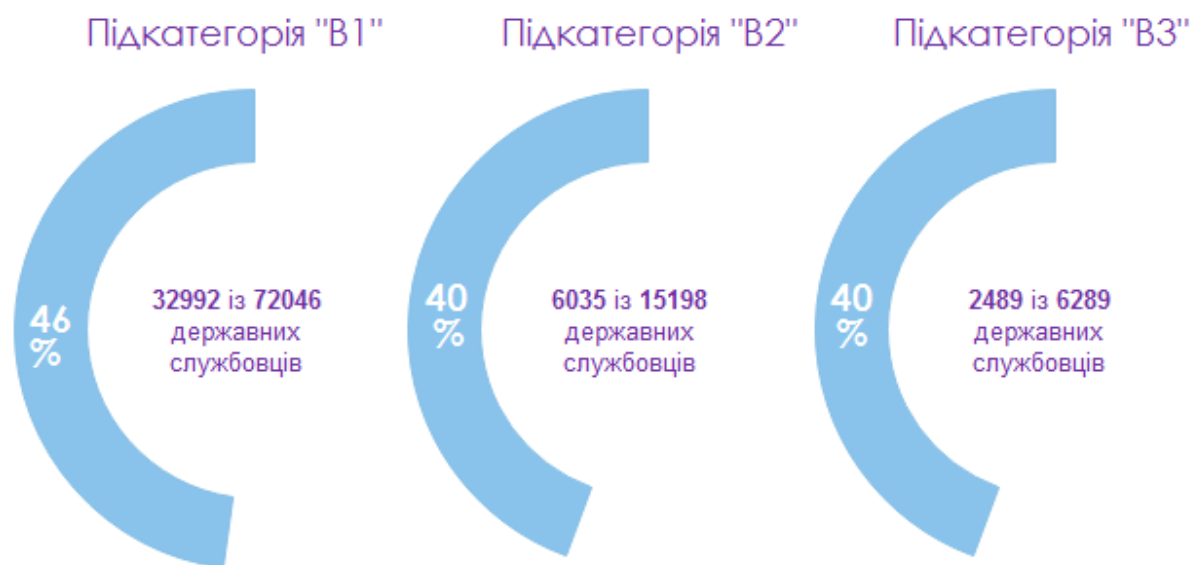 Підкатегорія "В1"
Підкатегорія "В2"
Підкатегорія "В3"
46
%
32992 із 72046
державних
службовців
40
%
6035 із 15198
державних
службовців
40
%
2489 із 6289
державних
службовців